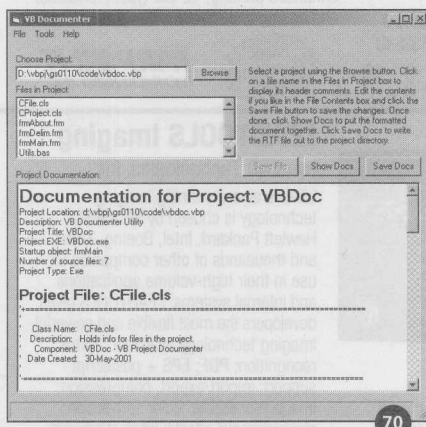 VB Documenter
File Tools Help
Choose Project:
D:\vbpj\gs0110\code\vbdoc.vbp
Browse
Files in Project
CFile.cls
CProject.cls
frmAbout.frm
frmDelim.frm
frmMain.frm
Utils.bas
Select a project using the Browse button. Click
on a file name in the Files in Project box to
display its header comments. Edit the contents
if you like in the File Contents box and click the
Save File button to save the changes. Once
done, click Show Docs to put the formatted
document together. Click Save Docs to write
the RTF file out to the project directory.
Save File Show Docs Save Docs
Project Documentation:
Documentation for Project: VBDoc
Project Location: d:\vbpj\gs0110\code\vbdoc.vbp
Description: VB Documenter Utility
Project Title: VBDoc
Project EXE: VBDoc.exe
Startup object: frmMain
Number of source files: 7
Project Type: Exe
Project File: CFile.cls
' Class Name: CFile.cls
' Description: Holds info for files in the project.
' Component: VBDoc - VB Project Documenter
' Date Created: 30-May-2001
70